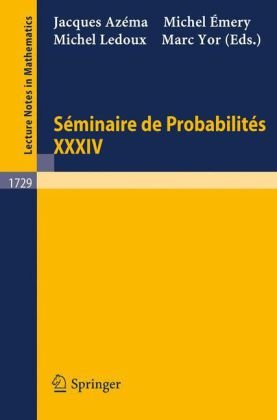 Jacques Azéma Michel Émery
Michel Ledoux Marc Yor (Eds.)
Lecture Notes in Mathematics
1729
Séminaire de Probabilités
XXXIV
Springer